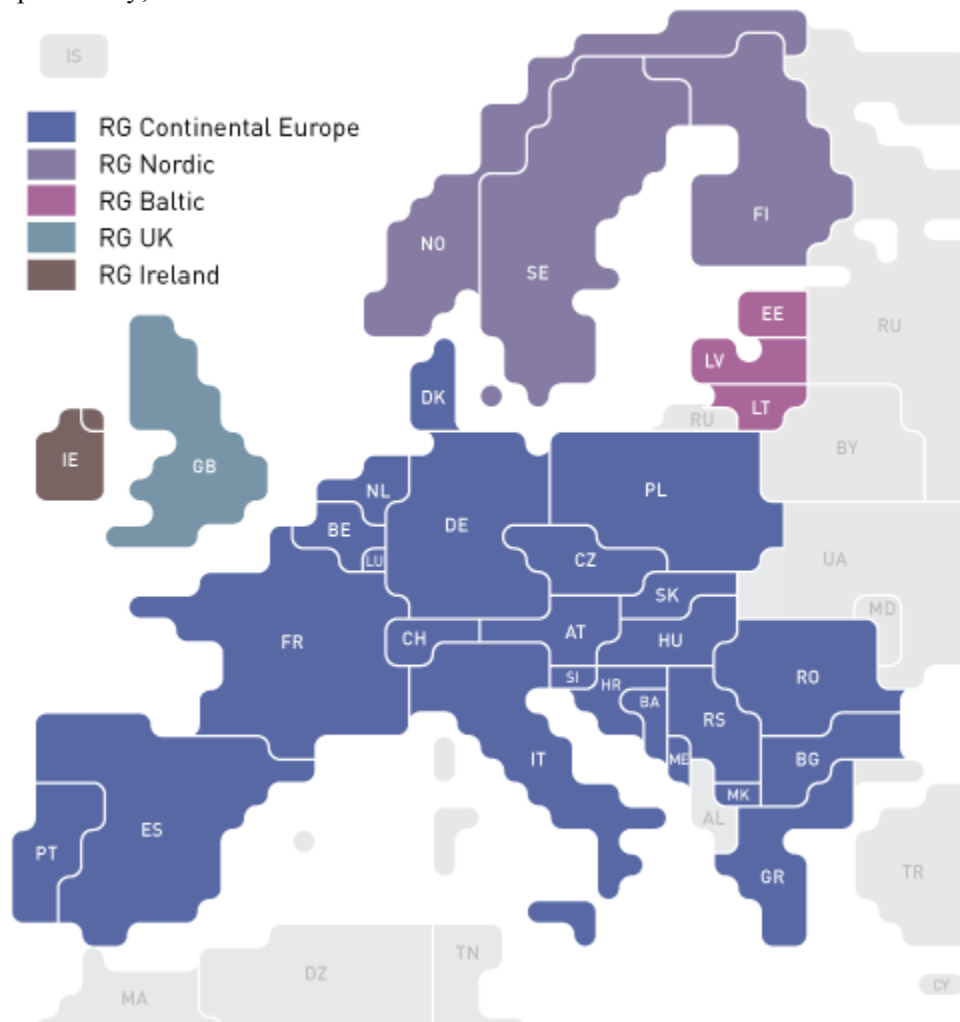 IS
RG Continental Europe
RG Nordic
RG Baltic
RG UK
RG Ireland
NO
SE
FI
EE
LV
LT
RU
RU
BY
DK
IE
GB
NL
BE
LU
DE
PL
CZ
UA
MD
SK
FR
CH
AT
HU
SI
HR
BA
RS
RO
IT
ME
BG
MK
AL
PT
ES
GR
TR
MA
DZ
TN
CY